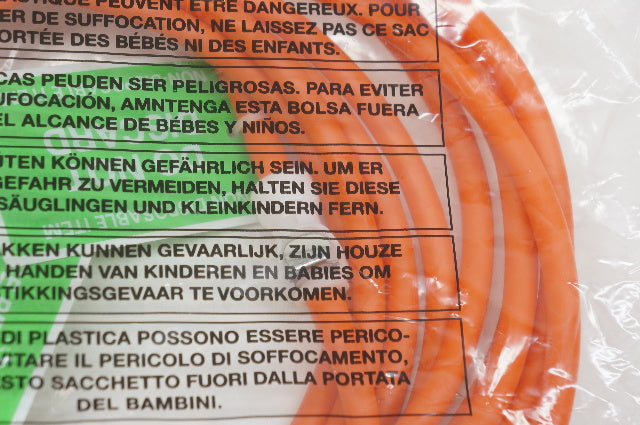 PLASTIQUE PEUVENT ÊTRE DANGEREUX. POUR
ER DE SUFFOCATION, NE LAISSEZ PAS CE SAC
PORTÉE DES BÉBÉS NI DES ENFANTS.
CAS PEUDEN SER PELIGROSAS. PARA EVITER
UFOCACIÓN, AMNTENGA ESTA BOLSA FUERA
EL ALCANCE DE BÉBES Y NIÑOS.
ÜTEN KÖNNEN GEFÄHRLICH SEIN. UM ER
GEFAHR ZU VERMEIDEN, HALTEN SIE DIESE
SÄUGLINGEN UND KLEINKINDERN FERN.
AKKEN KUNNEN GEVAARLIJK, ZIJN HOUZE
HANDEN VAN KINDEREN EN BABIES OM
TIKKINGSGEVAAR TE VOORKOMEN.
DI PLASTICA POSSONO ESSERE PERICO-
VITARE IL PERICOLO DI SOFFOCAMENTO,
ESTO SACCHETTO FUORI DALLA PORTATA
DEL BAMBINI.